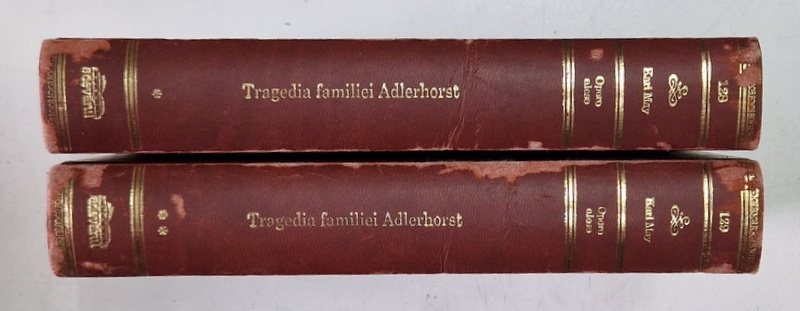 *
Tragedia familiei Adlerhorst
Opere
alese
Karl May
128
**
Tragedia familiei Adlerhorst
Opere
alese
Karl May
129